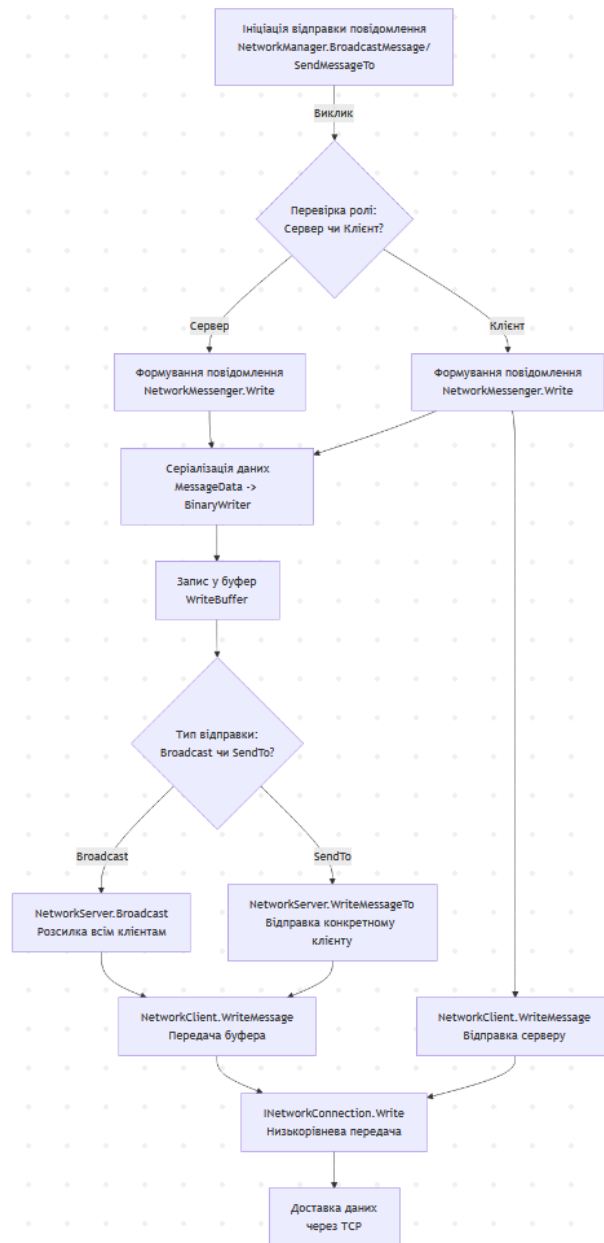 Ініціація відправки повідомлення
NetworkManager.BroadcastMessage/
SendMessageTo
Виклик
Перевірка ролі:
Сервер чи Клієнт?
Сервер
Клієнт
Формування повідомлення
NetworkMessenger.Write
Формування повідомлення
NetworkMessenger.Write
Серіалізація даних
MessageData ->
BinaryWriter
Запис у буфер
WriteBuffer
Тип відправки:
Broadcast чи SendTo?
Broadcast
SendTo
NetworkServer.Broadcast
Розсилка всім клієнтам
NetworkServer.WriteMessageTo
Відправка конкретному
клієнту
NetworkClient.WriteMessage
Передача буфера
NetworkClient.WriteMessage
Відправка серверу
INetworkConnection.Write
Низькорівнева передача
Доставка даних
через TCP